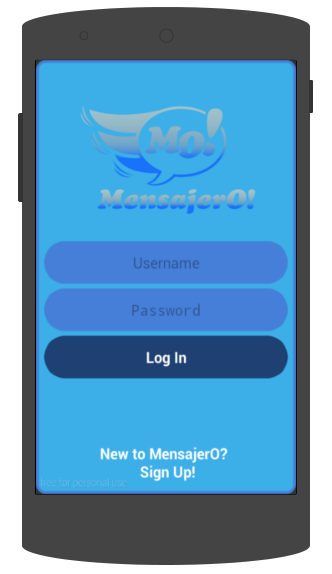 MO!
MensajerO!
Username
Password
Log In
New to MensajerO?
Sign Up!
free for personal use